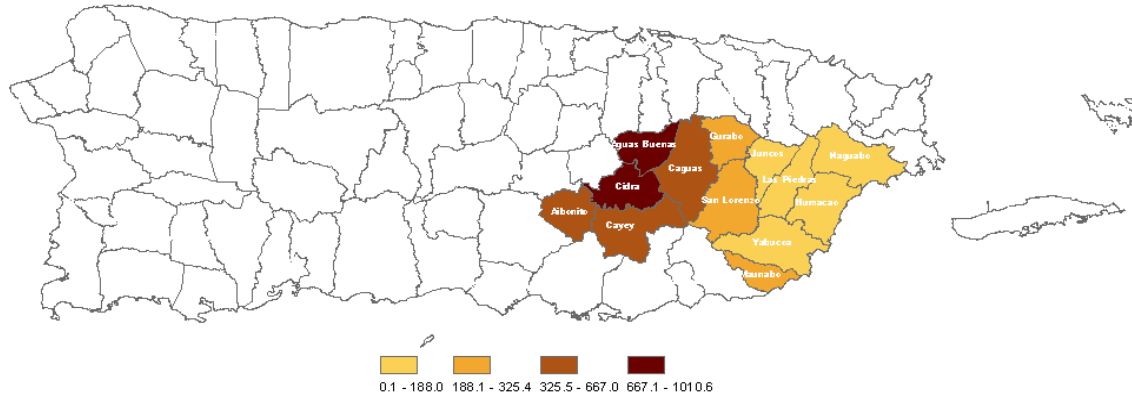 Gurabo
Aguas Buenas
Juncos
Naguabo
Caguas
Las Piedras
Cidra
San Lorenzo
Humacao
Aibonito
Cayey
Yabucoa
Maunabo
0.1 - 188.0 188.1 - 325.4 325.5 - 667.0 667.1 - 1010.6